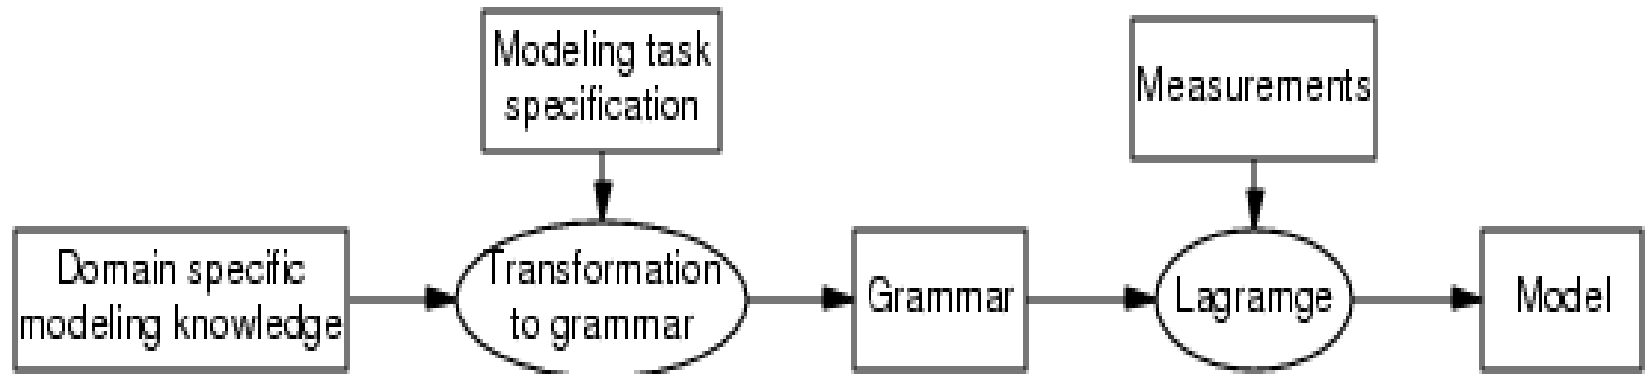 Modeling task
specification
Measurements
Domain specific
modeling knowledge
Transformation
to grammar
Grammar
Lagramge
Model